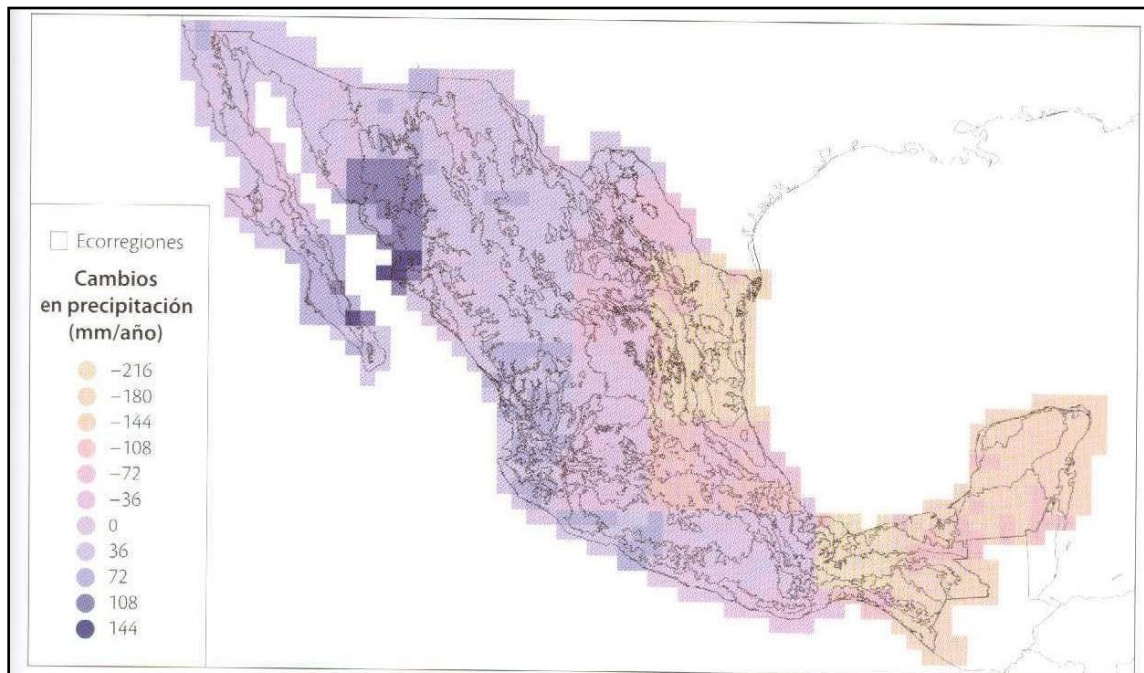 Ecorregiones
Cambios
en precipitación
(mm/año)
−216
−180
−144
−108
−72
−36
0
36
72
108
144